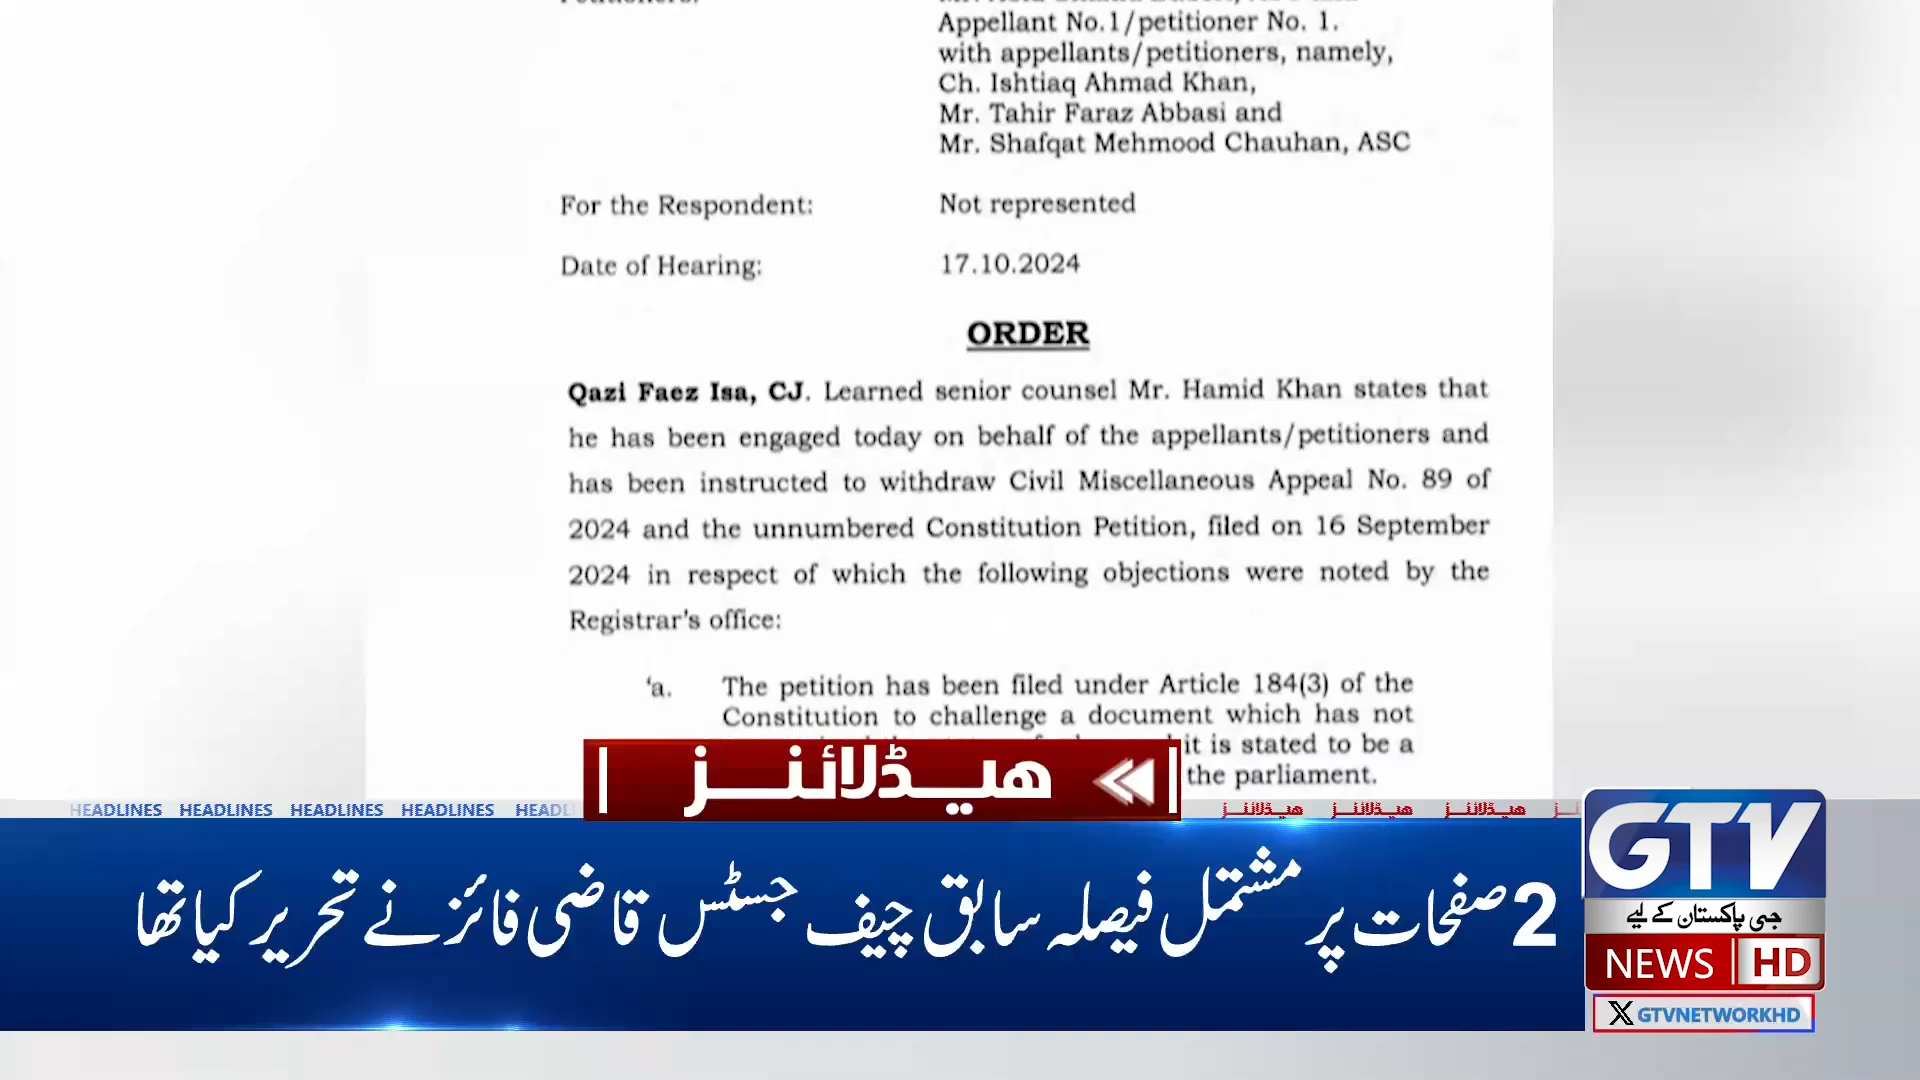 Appellant No.1/petitioner No. 1.
with appellants/petitioners, namely,
Ch. Ishtiaq Ahmad Khan,
Mr. Tahir Faraz Abbasi and
Mr. Shafqat Mehmood Chauhan, ASC
For the Respondent: Not represented
Date of Hearing: 17.10.2024
ORDER
Qazi Faez Isa, CJ. Learned senior counsel Mr. Hamid Khan states that
he has been engaged today on behalf of the appellants/petitioners and
has been instructed to withdraw Civil Miscellaneous Appeal No. 89 of
2024 and the unnumbered Constitution Petition, filed on 16 September
2024 in respect of which the following objections were noted by the
Registrar's office:
'a. The petition has been filed under Article 184(3) of the
Constitution to challenge a document which has not
it is stated to be a
the parliament.
ھیڈلائنز
HEADLINES HEADLINES HEADLINES HEADLINES HEADL
ھیڈلائنز ھیڈلائنز ھیڈلائنز
2 صفحات پر مشتمل فیصلہ سابق چیف جسٹس قاضی فائز نے تحریر کیا تھا
GTV
جی پاکستان کے لیے
NEWS HD
X GTVNETWORKHD